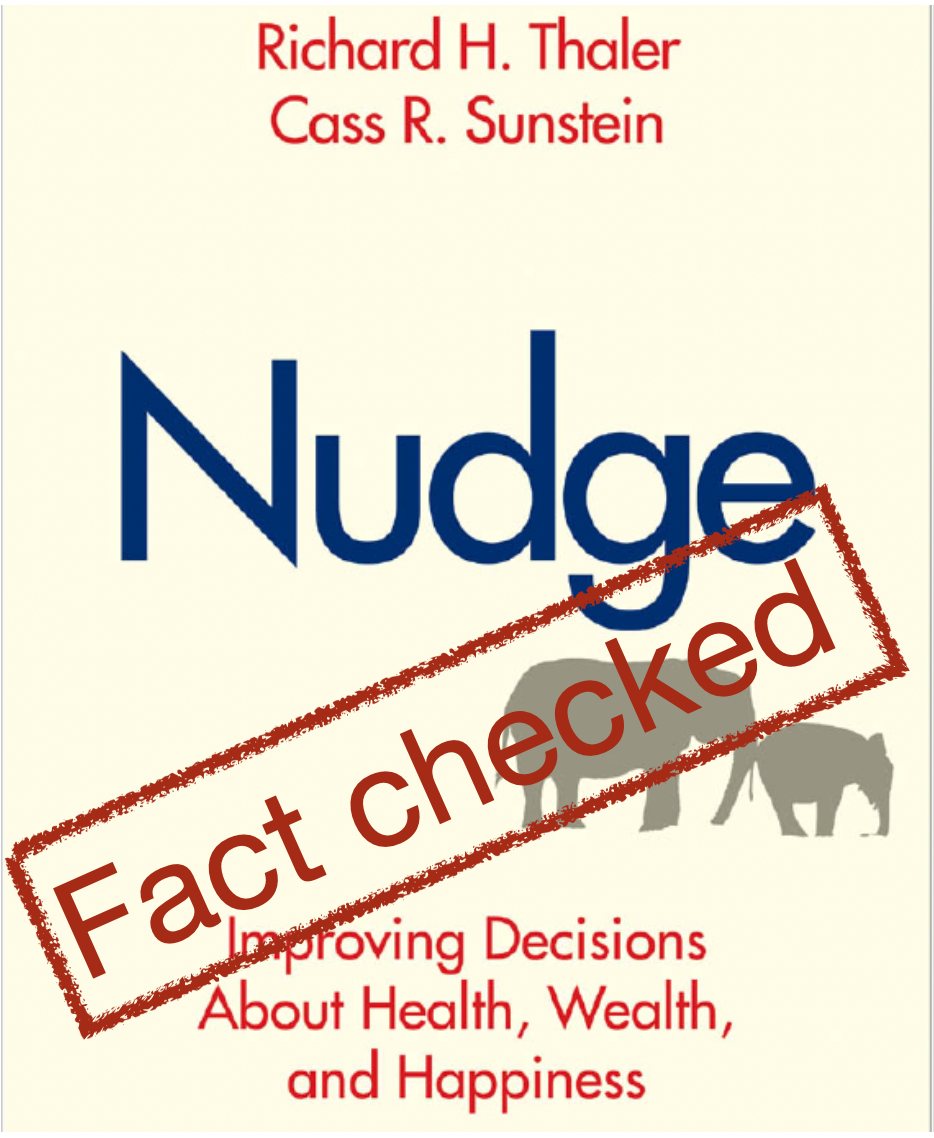 Richard H. Thaler
Cass R. Sunstein
Nudge
Fact checked
Improving Decisions
About Health, Wealth,
and Happiness